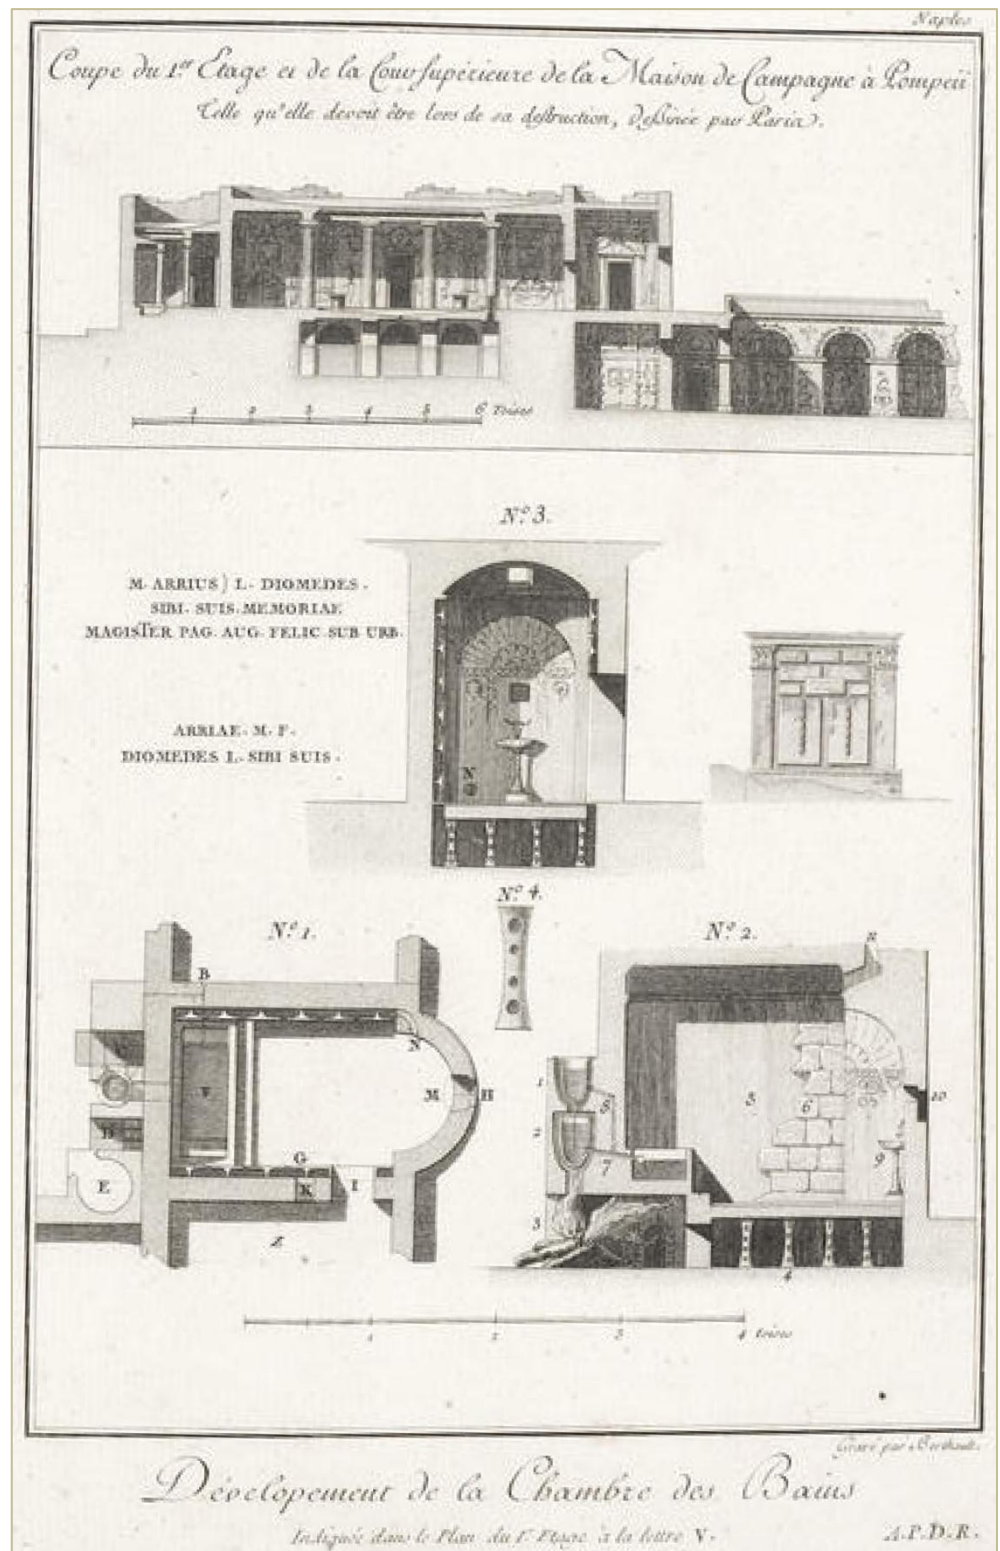 Naples
Coupe du 1.er Etage et de la Cour supérieure de la Maison de Campagne à Pompeii
Telle qu'elle devoit être lors de sa destruction, dessinée par Paris.
1 2 3 4 5 6 Toises
N.º 3.
M. ARRIUS) L. DIOMEDES.
SIBI. SUIS. MEMORIAE
MAGISTER PAG. AUG. FELIC. SUB URB.
ARRIAE. M. F.
DIOMEDES L. SIBI SUIS.
N
N.º 4.
N.º 1.
N.º 2.
B
N
V
M
H
D
G
E
K
I
Z
1
2
3
4
5
6
7
8
9
10
1 2 3 4 toises
Gravé par Berthault.
Dévelopement de la Chambre des Bains
Indiquée dans le Plan du 1.er Etage à la lettre V.
A.P.D.R.